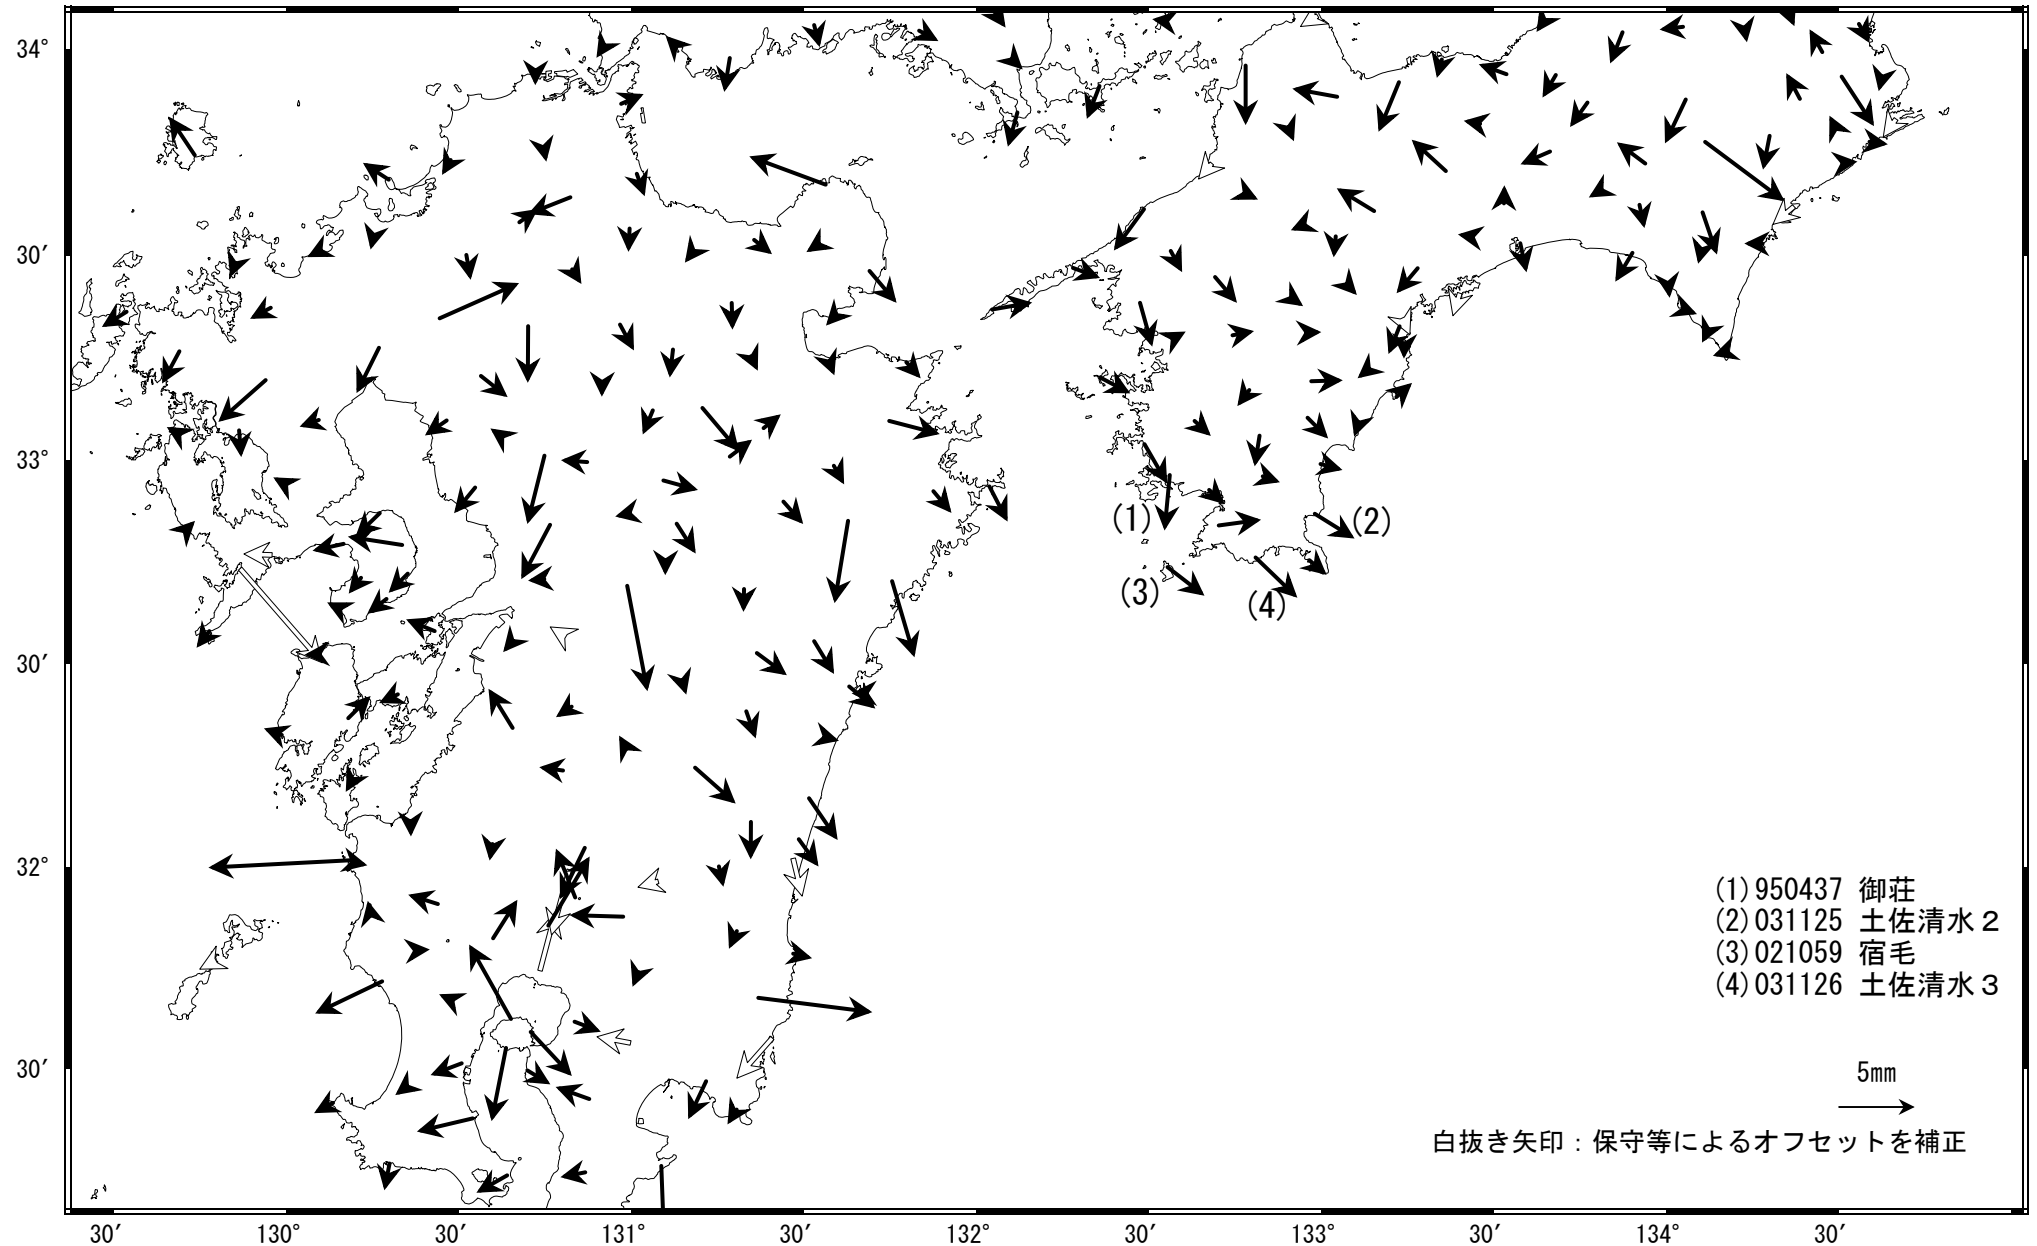 34°
30′
33°
30′
32°
30′
(1)
(2)
(3)
(4)
(1)950437 御荘
(2)031125 土佐清水２
(3)021059 宿毛
(4)031126 土佐清水３
5mm
白抜き矢印：保守等によるオフセットを補正
30′ 130° 30′ 131° 30′ 132° 30′ 133° 30′ 134° 30′